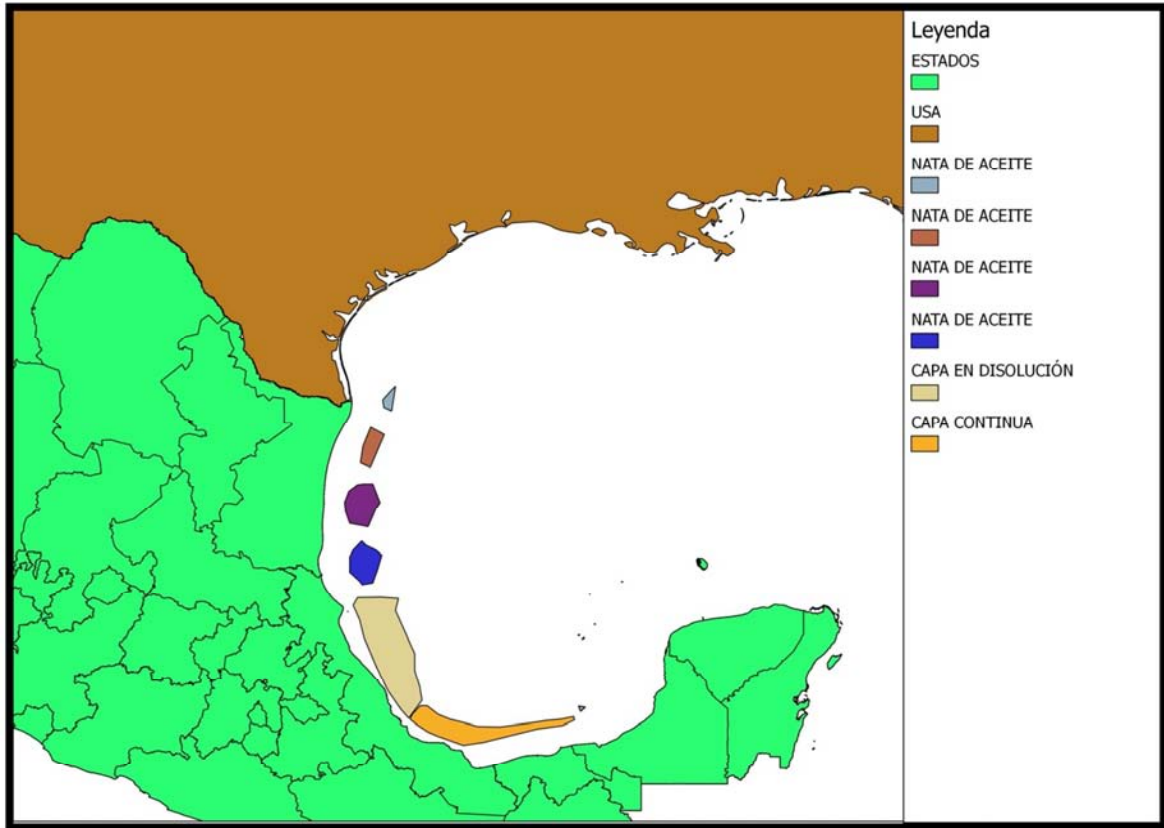 Leyenda
ESTADOS
USA
NATA DE ACEITE
NATA DE ACEITE
NATA DE ACEITE
NATA DE ACEITE
CAPA EN DISOLUCIÓN
CAPA CONTINUA